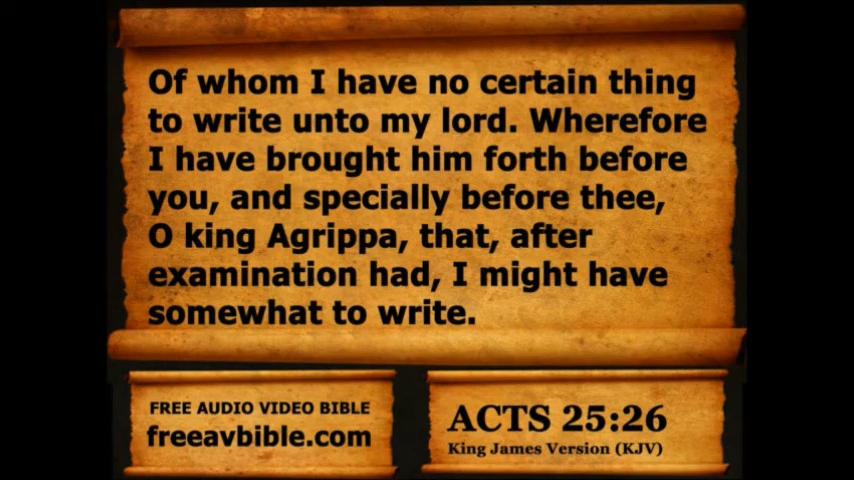 Of whom I have no certain thing
to write unto my lord. Wherefore
I have brought him forth before
you, and specially before thee,
O king Agrippa, that, after
examination had, I might have
somewhat to write.
FREE AUDIO VIDEO BIBLE
freeavbible.com
ACTS 25:26
King James Version (KJV)